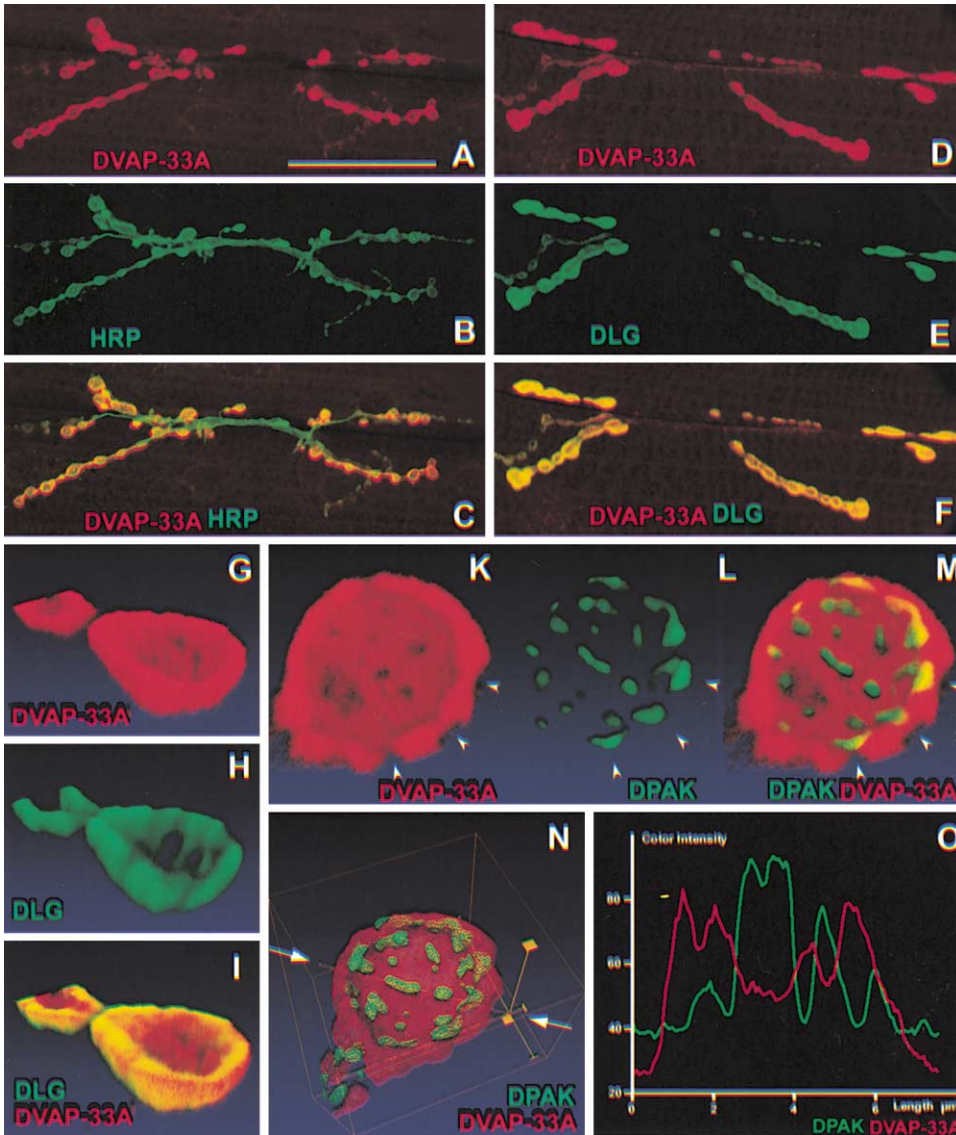 DVAP-33A A
DVAP-33A D
HRP B
DLG E
DVAP-33A HRP C
DVAP-33A DLG F
G
DVAP-33A
H
DLG
I
DLG
DVAP-33A
K
DVAP-33A
L
DPAK
M
DPAK DVAP-33A
N
DPAK
DVAP-33A
O
Color Intensity
80
60
40
20
0 2 4 6 Length µm
DPAK DVAP-33A